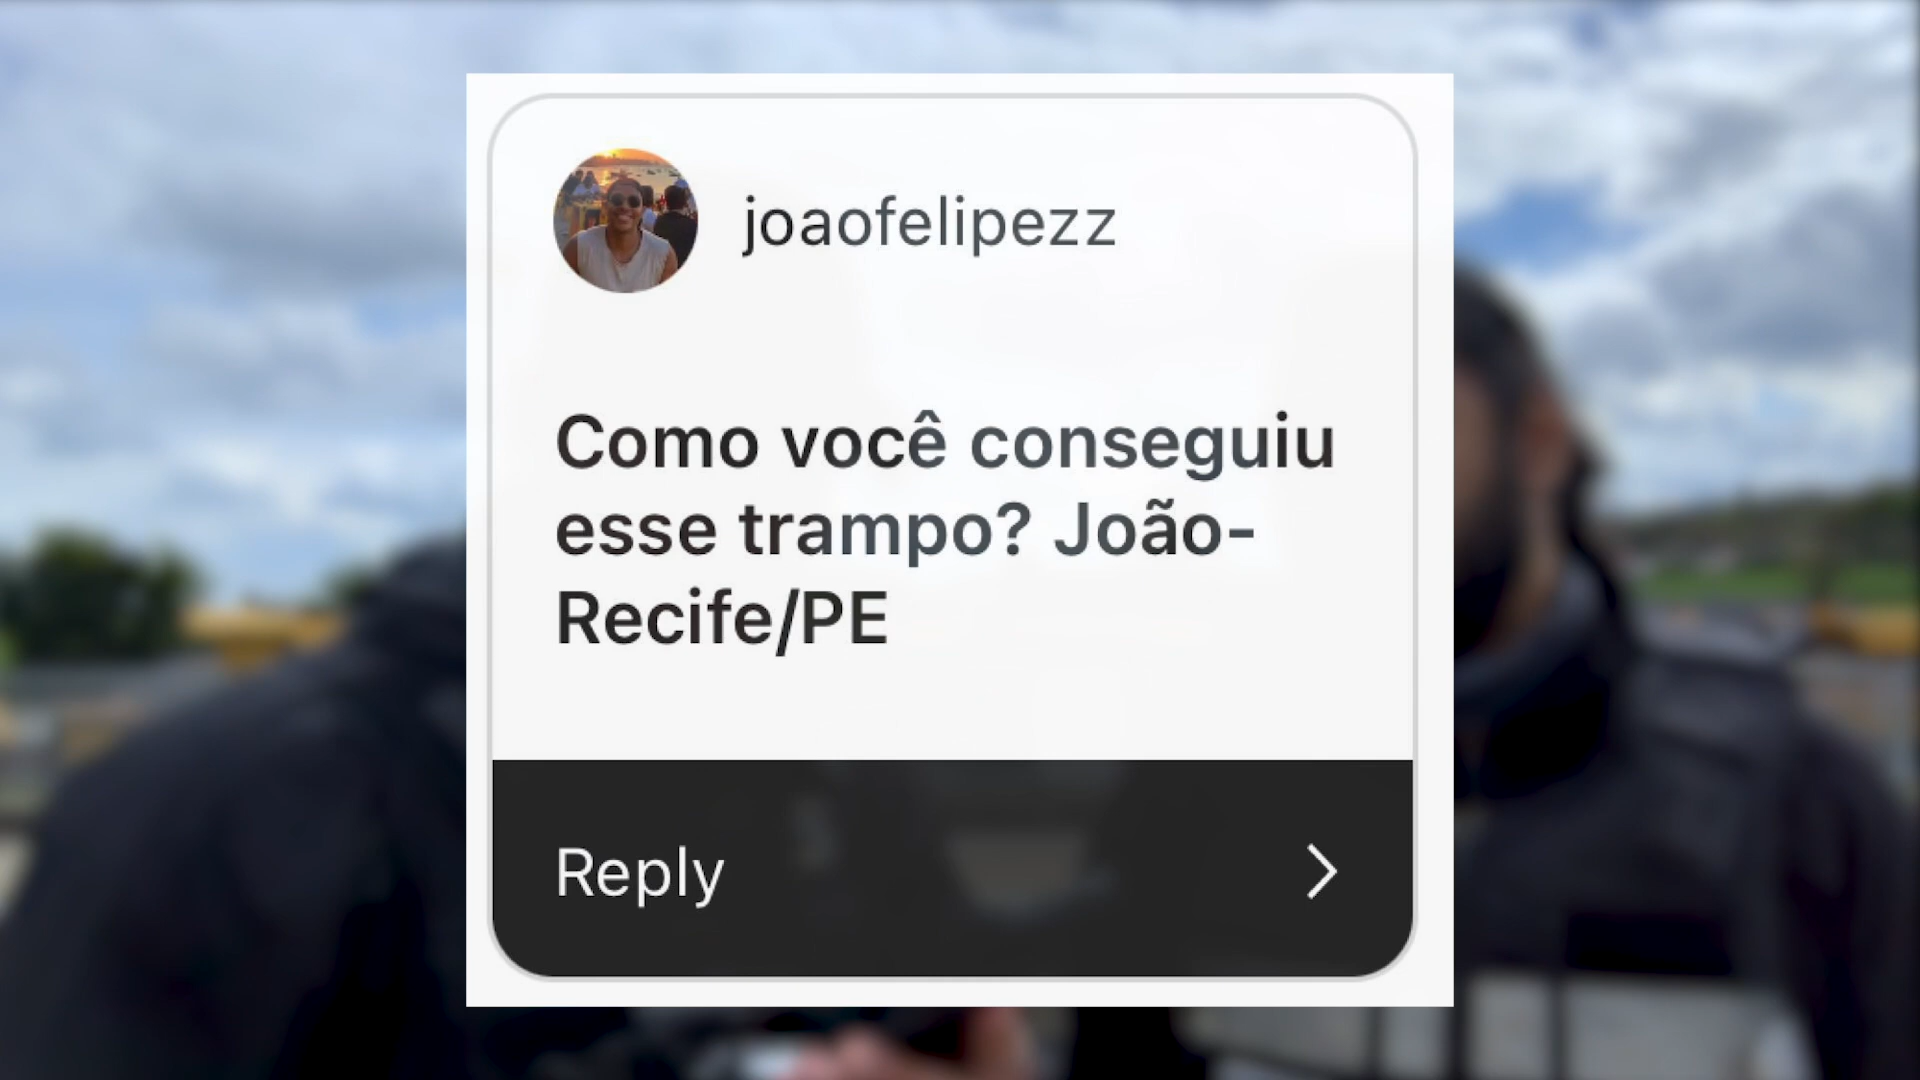 joaofelipezz
Como você conseguiu
esse trampo? João-
Recife/PE
Reply